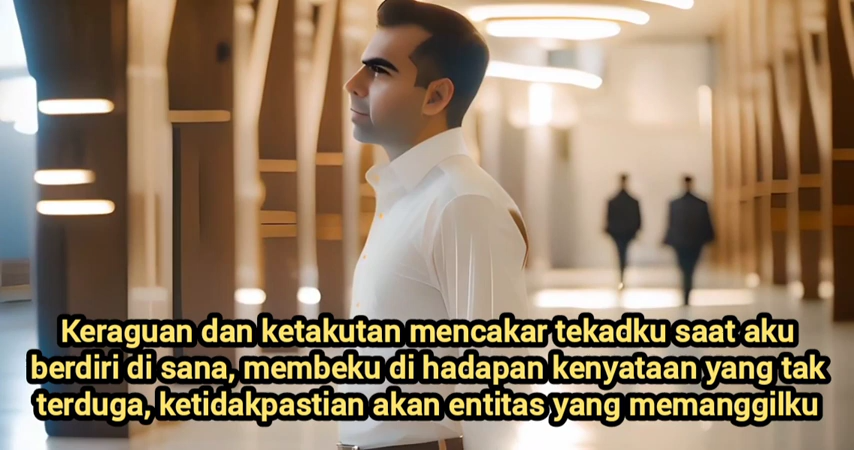 Keraguan dan ketakutan mencakar tekadku saat aku
berdiri di sana, membeku di hadapan kenyataan yang tak
terduga, ketidakpastian akan entitas yang memanggilku